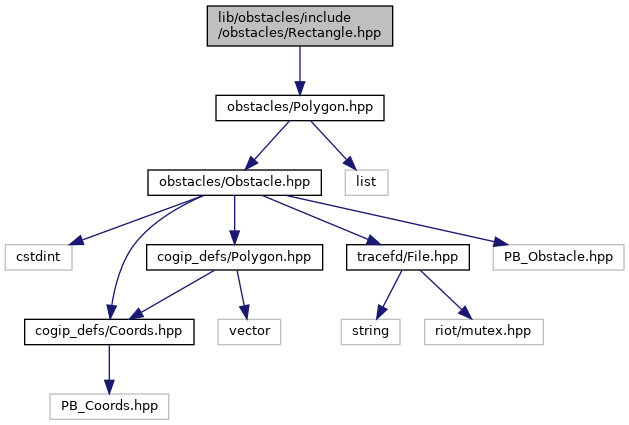 lib/obstacles/include
/obstacles/Rectangle.hpp
obstacles/Polygon.hpp
obstacles/Obstacle.hpp
list
cstdint
cogip_defs/Polygon.hpp
tracefd/File.hpp
PB_Obstacle.hpp
cogip_defs/Coords.hpp
vector
string
riot/mutex.hpp
PB_Coords.hpp